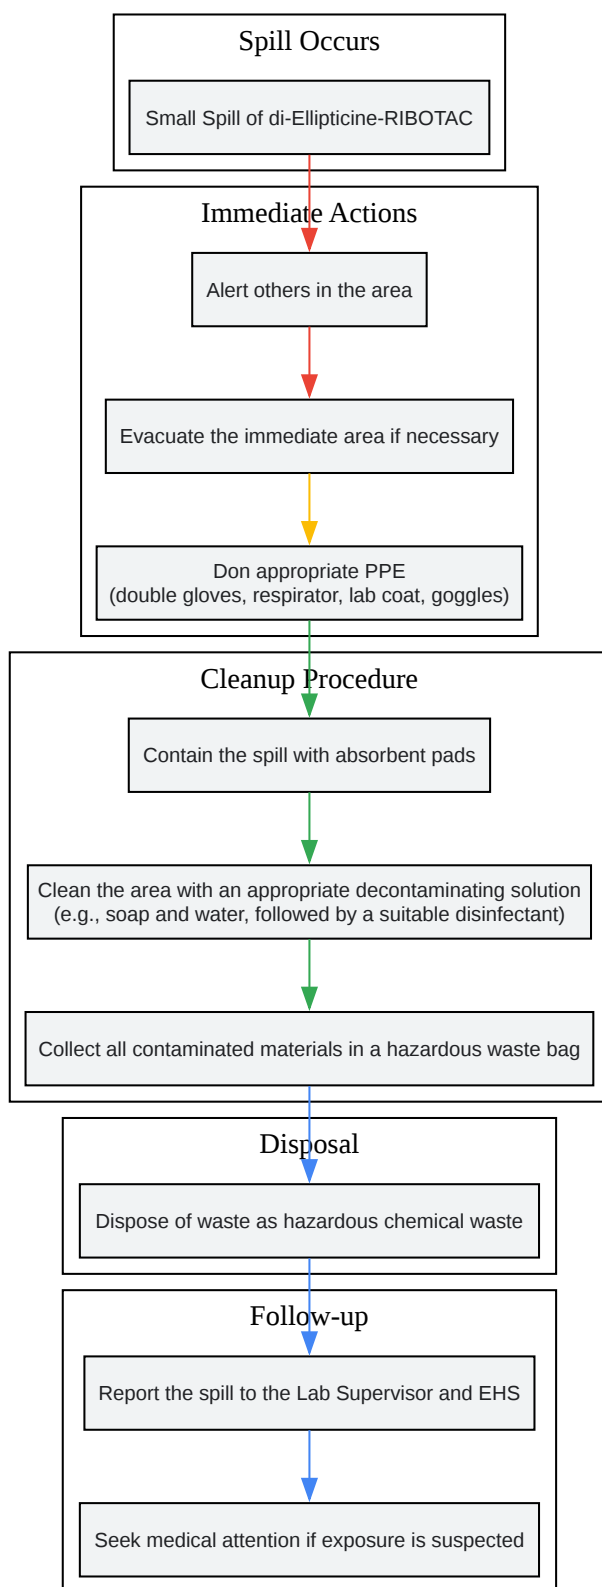 Spill Occurs
Small Spill of di-Ellipticine-RIBOTAC
Immediate Actions
Alert others in the area
Evacuate the immediate area if necessary
Don appropriate PPE
(double gloves, respirator, lab coat, goggles)
Cleanup Procedure
Contain the spill with absorbent pads
Clean the area with an appropriate decontaminating solution
(e.g., soap and water, followed by a suitable disinfectant)
Collect all contaminated materials in a hazardous waste bag
Disposal
Dispose of waste as hazardous chemical waste
Follow-up
Report the spill to the Lab Supervisor and EHS
Seek medical attention if exposure is suspected